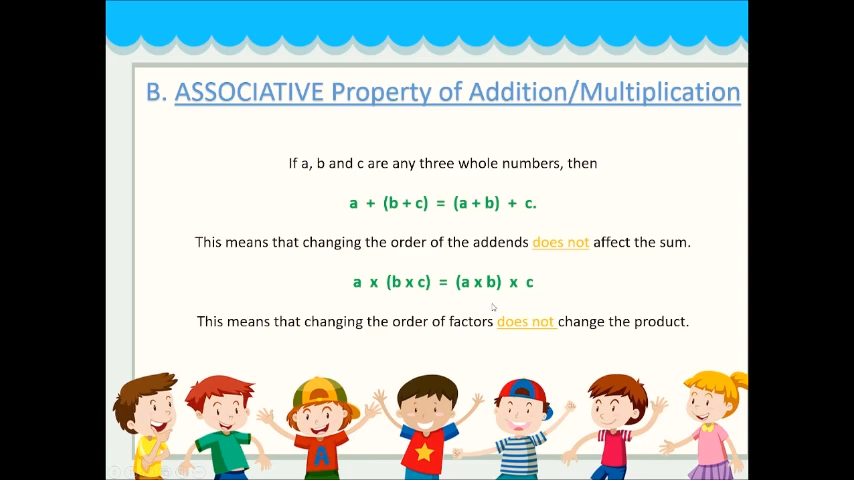 B. ASSOCIATIVE Property of Addition/Multiplication
If a, b and c are any three whole numbers, then
a + (b + c) = (a + b) + c.
This means that changing the order of the addends does not affect the sum.
a x (b x c) = (a x b) x c
This means that changing the order of factors does not change the product.
A